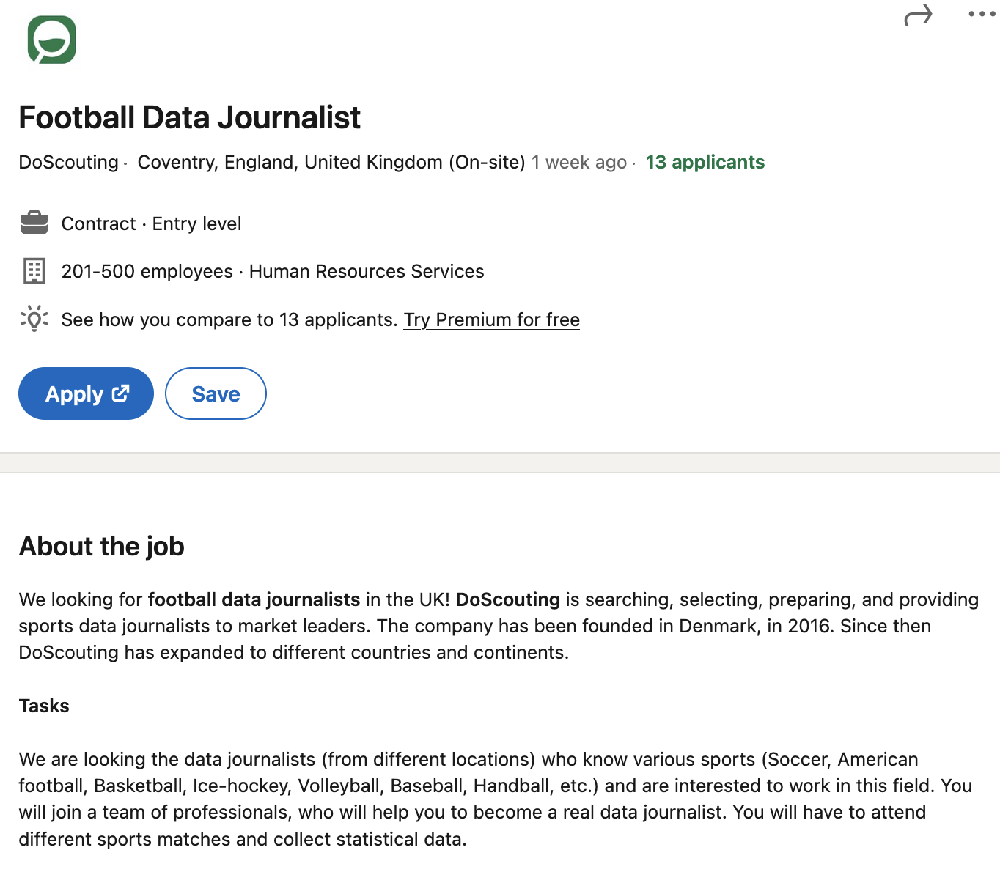 Football Data Journalist
DoScouting · Coventry, England, United Kingdom (On-site) 1 week ago · 13 applicants
Contract · Entry level
201-500 employees · Human Resources Services
See how you compare to 13 applicants. Try Premium for free
Apply
Save
About the job
We looking for football data journalists in the UK! DoScouting is searching, selecting, preparing, and providing
sports data journalists to market leaders. The company has been founded in Denmark, in 2016. Since then
DoScouting has expanded to different countries and continents.
Tasks
We are looking the data journalists (from different locations) who know various sports (Soccer, American
football, Basketball, Ice-hockey, Volleyball, Baseball, Handball, etc.) and are interested to work in this field. You
will join a team of professionals, who will help you to become a real data journalist. You will have to attend
different sports matches and collect statistical data.